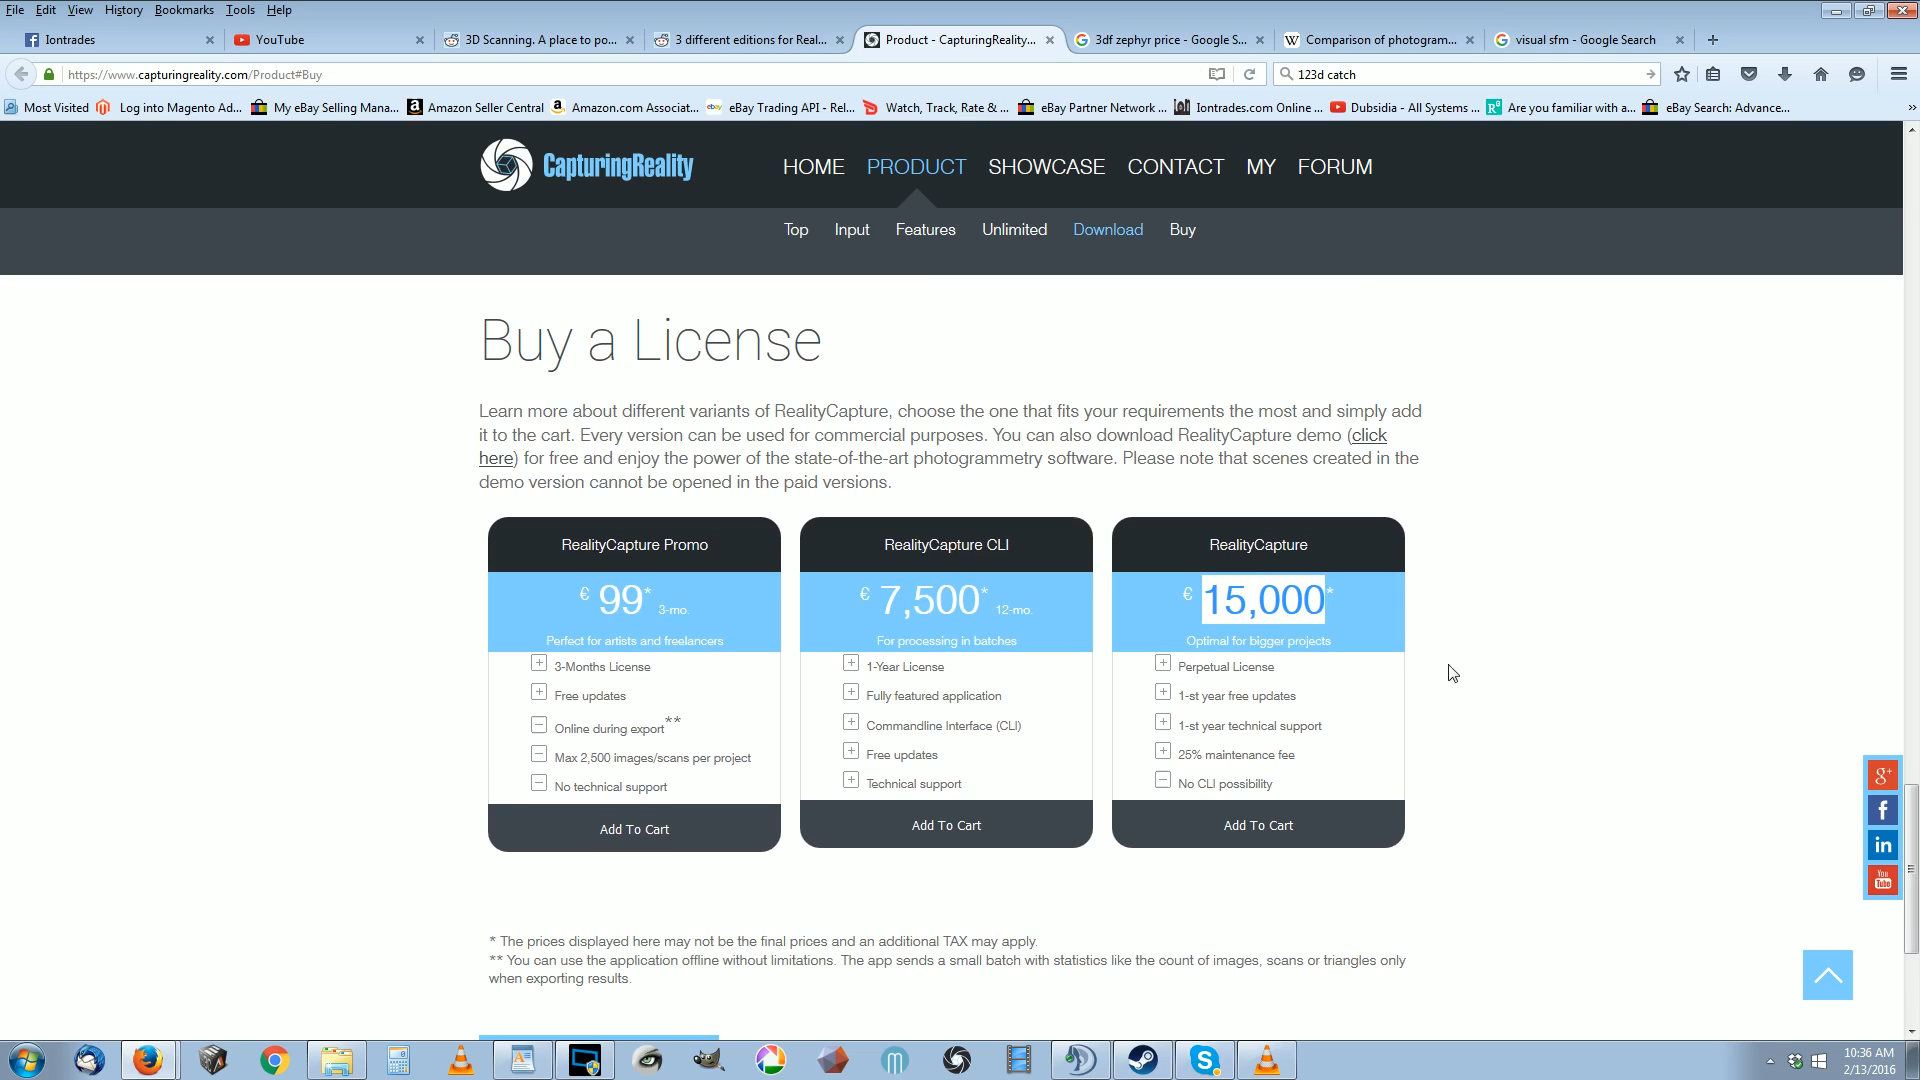 File Edit View History Bookmarks Tools Help
Iontrades
YouTube
3D Scanning. A place to po...
3 different editions for Real...
Product - CapturingReality...
3df zephyr price - Google S...
Comparison of photogram...
visual sfm - Google Search
https://www.capturingreality.com/Product#Buy
123d catch
Most Visited
Log into Magento Ad...
My eBay Selling Mana...
Amazon Seller Central
Amazon.com Associat...
eBay Trading API - Rel...
Watch, Track, Rate & ...
eBay Partner Network ...
Iontrades.com Online ...
Dubsidia - All Systems ...
Are you familiar with a...
eBay Search: Advance...
CapturingReality
HOME PRODUCT SHOWCASE CONTACT MY FORUM
Top Input Features Unlimited Download Buy
Buy a License
Learn more about different variants of RealityCapture, choose the one that fits your requirements the most and simply add
it to the cart. Every version can be used for commercial purposes. You can also download RealityCapture demo (click
here) for free and enjoy the power of the state-of-the-art photogrammetry software. Please note that scenes created in the
demo version cannot be opened in the paid versions.
RealityCapture Promo
€ 99* 3-mo.
Perfect for artists and freelancers
+ 3-Months License
+ Free updates
− Online during export**
− Max 2,500 images/scans per project
− No technical support
Add To Cart
RealityCapture CLI
€ 7,500* 12-mo.
For processing in batches
+ 1-Year License
+ Fully featured application
+ Commandline Interface (CLI)
+ Free updates
+ Technical support
Add To Cart
RealityCapture
€ 15,000*
Optimal for bigger projects
+ Perpetual License
+ 1-st year free updates
+ 1-st year technical support
+ 25% maintenance fee
− No CLI possibility
Add To Cart
* The prices displayed here may not be the final prices and an additional TAX may apply.
** You can use the application offline without limitations. The app sends a small batch with statistics like the count of images, scans or triangles only
when exporting results.
g+
f
in
You
Tube
10:36 AM
2/13/2016